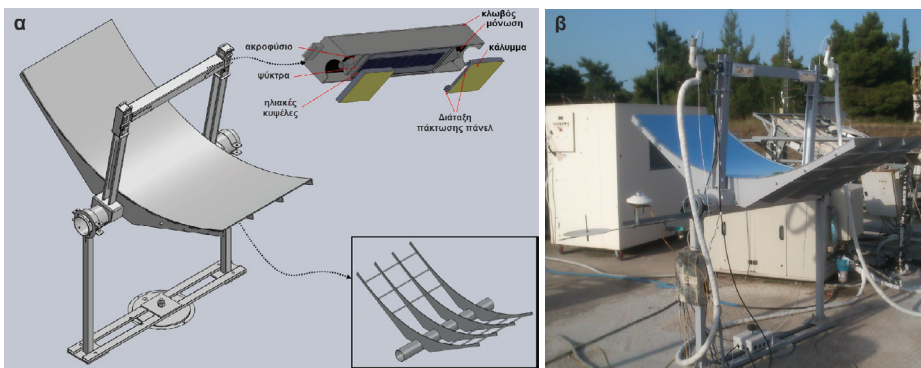 α
κλωβός
μόνωση
ακροφύσιο
κάλυμμα
ψύκτρα
ηλιακές
κυψέλες
Διάταξη
πάκτωσης πάνελ
β